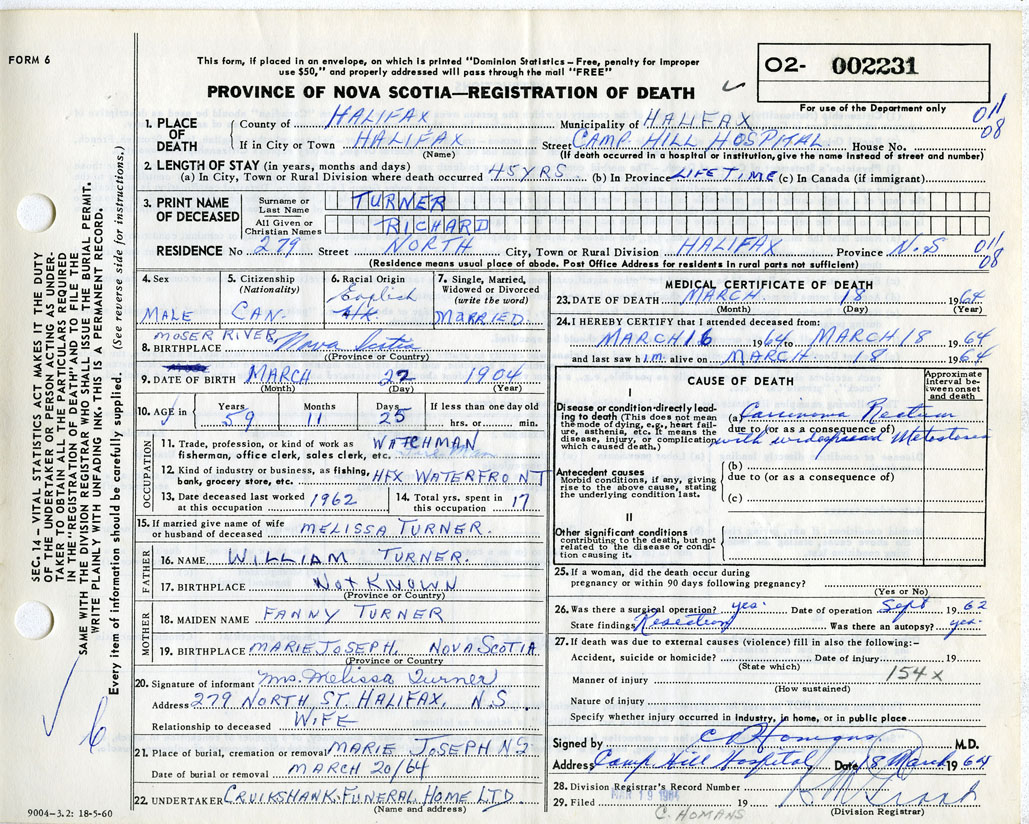 FORM 6
This form, if placed in an envelope, on which is printed "Dominion Statistics – Free, penalty for improper
use $50," and properly addressed will pass through the mail "FREE"
PROVINCE OF NOVA SCOTIA—REGISTRATION OF DEATH
O2- 002231
For use of the Department only
011
08
1. PLACE OF DEATH
County of HALIFAX Municipality of HALIFAX
If in City or Town HALIFAX Street CAMP HILL HOSPITAL House No.
(Name) (If death occurred in a hospital or institution, give the name instead of street and number)
2. LENGTH OF STAY (in years, months and days)
(a) In City, Town or Rural Division where death occurred 45 YRS (b) In Province LIFE TIME (c) In Canada (if immigrant)
3. PRINT NAME OF DECEASED
Surname or Last Name TURNER
All Given or Christian Names RICHARD
RESIDENCE No 279 Street NORTH City, Town or Rural Division HALIFAX Province N.S
011
08
(Residence means usual place of abode. Post Office Address for residents in rural parts not sufficient)
4. Sex
MALE
5. Citizenship
(Nationality)
CAN.
6. Racial Origin
English
7. Single, Married,
Widowed or Divorced
(write the word)
MARRIED
MOSER RIVER,
8. BIRTHPLACE Nova Scotia
(Province or Country)
9. DATE OF BIRTH MARCH 22 1904
(Month) (Day) (Year)
10. AGE in Years 59 Months 11 Days 25 If less than one day old
hrs. or min.
OCCUPATION
11. Trade, profession, or kind of work as WATCHMAN
fisherman, office clerk, sales clerk, etc.
12. Kind of industry or business, as fishing, HFX WATERFRONT
bank, grocery store, etc.
13. Date deceased last worked 1962
at this occupation
14. Total yrs. spent in 17
this occupation
15. If married give name of wife
or husband of deceased MELISSA TURNER.
FATHER
16. NAME WILLIAM TURNER.
17. BIRTHPLACE NOT KNOWN
(Province or Country)
MOTHER
18. MAIDEN NAME FANNY TURNER
19. BIRTHPLACE MARIE JOSEPH, NOVA SCOTIA
(Province or Country)
20. Signature of informant Mrs. Melissa Turner
Address 279 NORTH ST. HALIFAX, N.S
Relationship to deceased WIFE
21. Place of burial, cremation or removal MARIE JOSEPH NS
Date of burial or removal MARCH 20/64
22. UNDERTAKER CRUIKSHANK FUNERAL HOME LTD.
(Name and address)
9004-3.2: 18-5-60
MEDICAL CERTIFICATE OF DEATH
23. DATE OF DEATH MARCH 18 1964
(Month) (Day) (Year)
24. I HEREBY CERTIFY that I attended deceased from:
MARCH 16 1964 to MARCH 18 1964
and last saw him alive on MARCH 18 1964
CAUSE OF DEATH
Approximate
interval be-
tween onset
and death
I
Disease or condition directly lead-
ing to death (This does not mean
the mode of dying, e.g., heart fail-
ure, asthenia, etc. It means the
disease, injury, or complication
which caused death.)
(a) Carcinoma Rectum
due to (or as a consequence of)
with widespread Metastases
Antecedent causes
Morbid conditions, if any, giving
rise to the above cause, stating
the underlying condition last.
(b)
due to (or as a consequence of)
(c)
II
Other significant conditions
contributing to the death, but not
related to the disease or condi-
tion causing it.
25. If a woman, did the death occur during
pregnancy or within 90 days following pregnancy?
(Yes or No)
26. Was there a surgical operation? yes. Date of operation Sept 1962
State findings Resection Was there an autopsy? yes.
27. If death was due to external causes (violence) fill in also the following:-
Accident, suicide or homicide? Date of injury 19
(State which)
Manner of injury 154x
(How sustained)
Nature of injury
Specify whether injury occurred in industry, in home, or in public place
Signed by C. Homans M.D.
Address Camp Hill Hospital Date 18 March 1964
28. Division Registrar's Record Number
29. Filed MAR 19 1964 19
C. HOMANS
(Division Registrar)
SEC. 14 – VITAL STATISTICS ACT MAKES IT THE DUTY
OF THE UNDERTAKER OR PERSON ACTING AS UNDER-
TAKER TO OBTAIN ALL THE PARTICULARS REQUIRED
IN THE "REGISTRATION OF DEATH" AND TO FILE THE
SAME WITH THE DIVISION REGISTRAR WHO SHALL ISSUE THE BURIAL PERMIT.
WRITE PLAINLY WITH UNFADING INK. THIS IS A PERMANENT RECORD.
Every item of information should be carefully supplied. (See reverse side for instructions.)
6